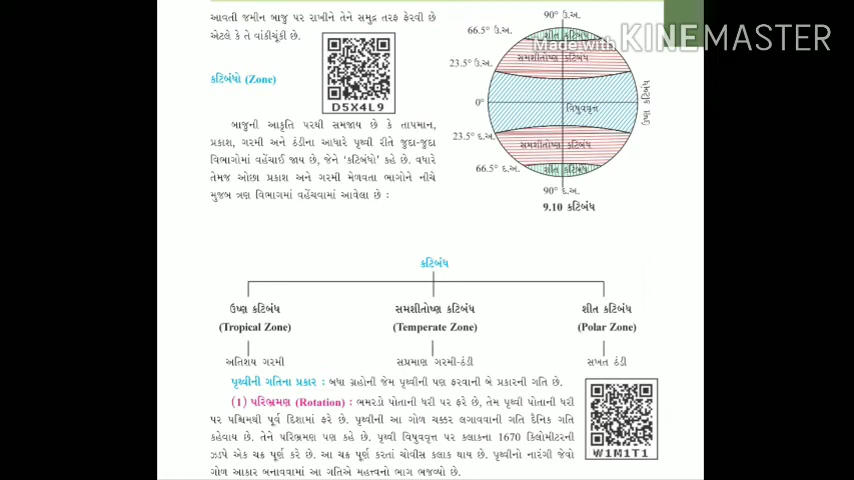 આવતી જમીન બાજુ પર રાખીને તેને સમુદ્ર તરફ ફેરવી છે
એટલે કે તે વાંકીચૂંકી છે.
D5X4L9
કટિબંધો (Zone)
બાજુની આકૃતિ પરથી સમજાય છે કે તાપમાન,
પ્રકાશ, ગરમી અને ઠંડીના આધારે પૃથ્વી રીતે જુદા-જુદા
વિભાગોમાં વહેંચાઈ જાય છે, જેને ‘કટિબંધો’ કહે છે. વધારે
તેમજ ઓછા પ્રકાશ અને ગરમી મેળવતા ભાગોને નીચે
મુજબ ત્રણ વિભાગમાં વહેંચવામાં આવેલા છે :
90° ઉ.અ.
66.5° ઉ.અ.
શીત કટિબંધ
Made with KINEMASTER
સમશીતોષ્ણ કટિબંધ
23.5° ઉ.અ.
0°
વિષુવવૃત્ત
ઉષ્ણ કટિબંધ
23.5° દ.અ.
સમશીતોષ્ણ કટિબંધ
66.5° દ.અ.
શીત કટિબંધ
90° દ.અ.
9.10 કટિબંધ
કટિબંધ
ઉષ્ણ કટિબંધ સમશીતોષ્ણ કટિબંધ શીત કટિબંધ
(Tropical Zone) (Temperate Zone) (Polar Zone)
અતિશય ગરમી સપ્રમાણ ગરમી-ઠંડી સખત ઠંડી
પૃથ્વીની ગતિના પ્રકાર : બધા ગ્રહોની જેમ પૃથ્વીની પણ ફરવાની બે પ્રકારની ગતિ છે.
(1) પરિભ્રમણ (Rotation) : ભમરડો પોતાની ધરી પર ફરે છે, તેમ પૃથ્વી પોતાની ધરી
પર પશ્ચિમથી પૂર્વ દિશામાં ફરે છે. પૃથ્વીની આ ગોળ ચક્કર લગાવવાની ગતિ દૈનિક ગતિ
કહેવાય છે. તેને પરિભ્રમણ પણ કહે છે. પૃથ્વી વિષુવવૃત્ત પર કલાકના 1670 કિલોમીટરની
ઝડપે એક ચક્ર પૂર્ણ કરે છે. આ ચક્ર પૂર્ણ કરતાં ચોવીસ કલાક થાય છે. પૃથ્વીનો નારંગી જેવો
ગોળ આકાર બનાવવામાં આ ગતિએ મહત્ત્વનો ભાગ ભજવ્યો છે.
W1M1T1